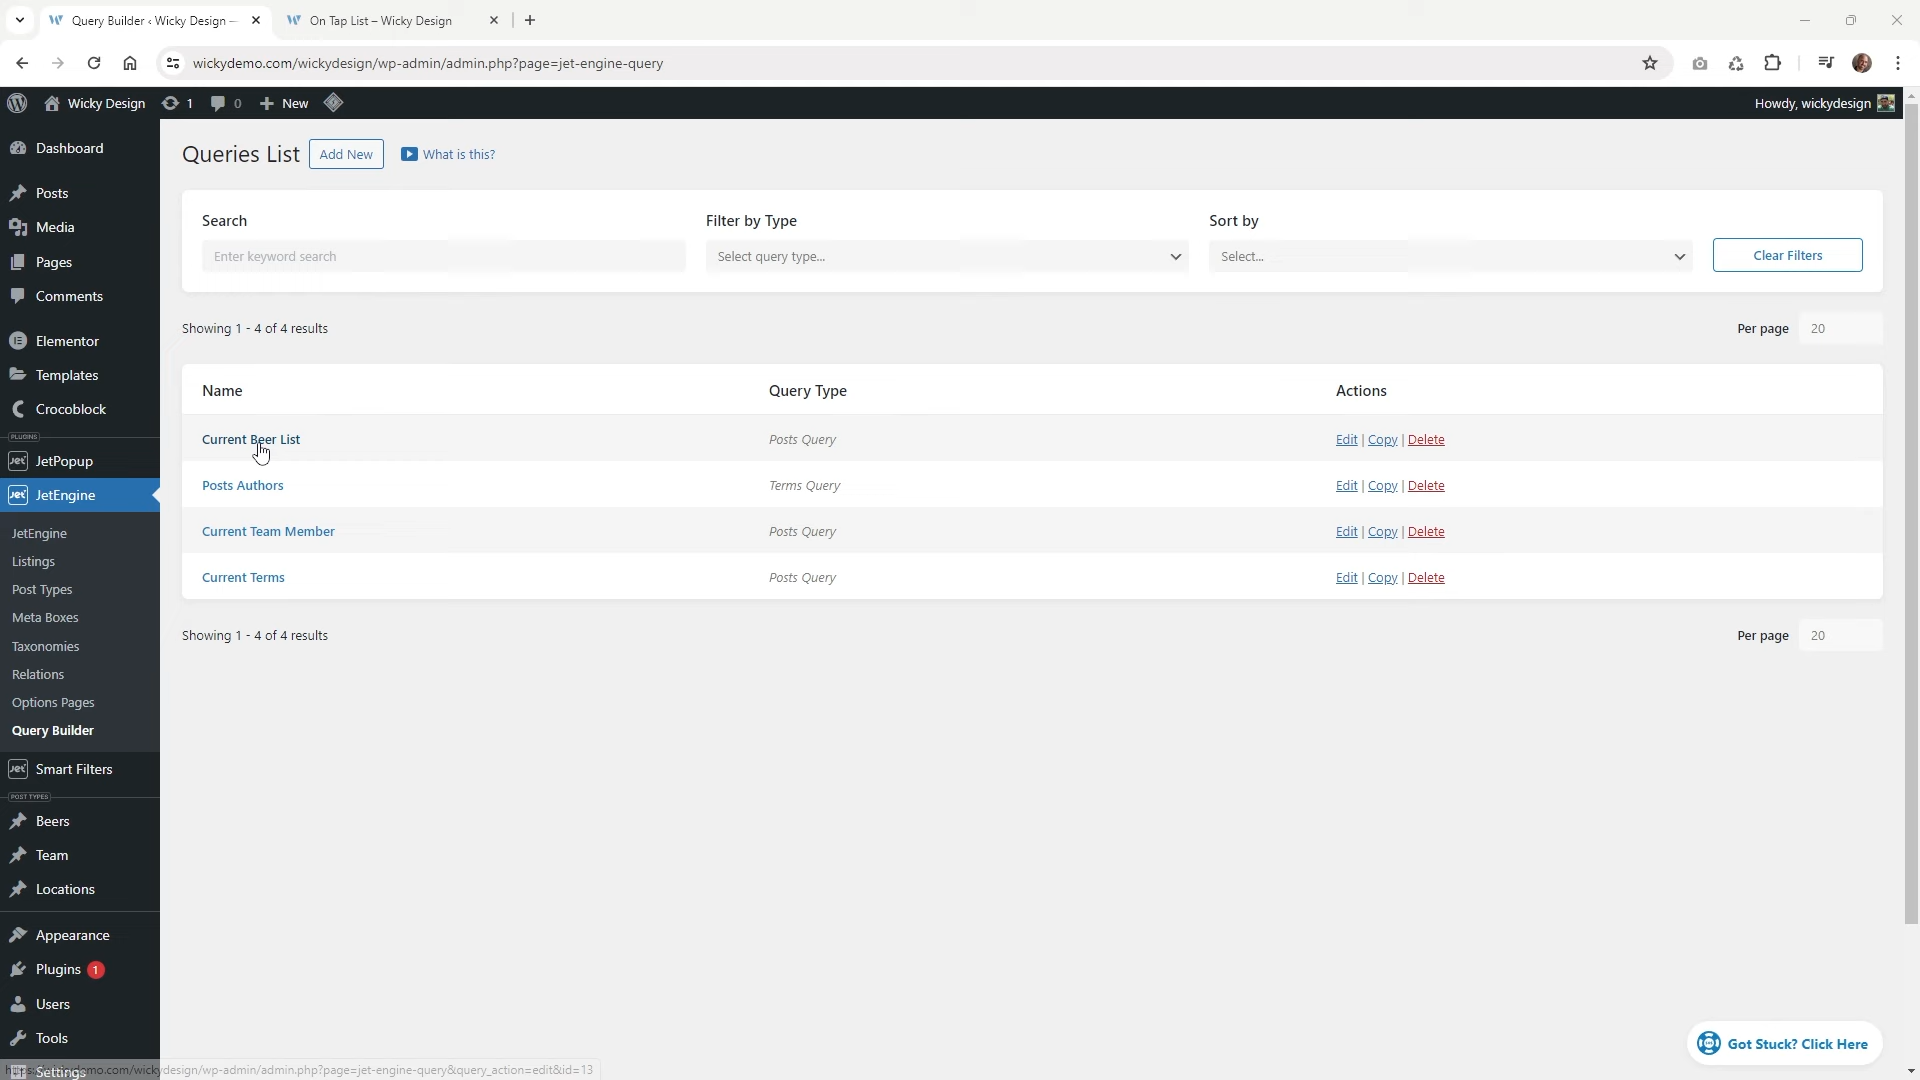 Query Builder ‹ Wicky Design —
On Tap List – Wicky Design
wickydemo.com/wickydesign/wp-admin/admin.php?page=jet-engine-query
Wicky Design
1
0
New
Howdy, wickydesign
Dashboard
Posts
Media
Pages
Comments
Elementor
Templates
Crocoblock
PLUGINS
Jet JetPopup
Jet JetEngine
JetEngine
Listings
Post Types
Meta Boxes
Taxonomies
Relations
Options Pages
Query Builder
Jet Smart Filters
POST TYPES
Beers
Team
Locations
Appearance
Plugins 1
Users
Tools
Settings
Queries List
Add New
What is this?
Search
Filter by Type
Sort by
Enter keyword search
Select query type...
Select...
Clear Filters
Showing 1 - 4 of 4 results
Per page 20
Name Query Type Actions
Current Beer List Posts Query Edit | Copy | Delete
Posts Authors Terms Query Edit | Copy | Delete
Current Team Member Posts Query Edit | Copy | Delete
Current Terms Posts Query Edit | Copy | Delete
Showing 1 - 4 of 4 results
Per page 20
Got Stuck? Click Here
design/wp-admin/admin.php?page=jet-engine-query&query_action=edit&id=13